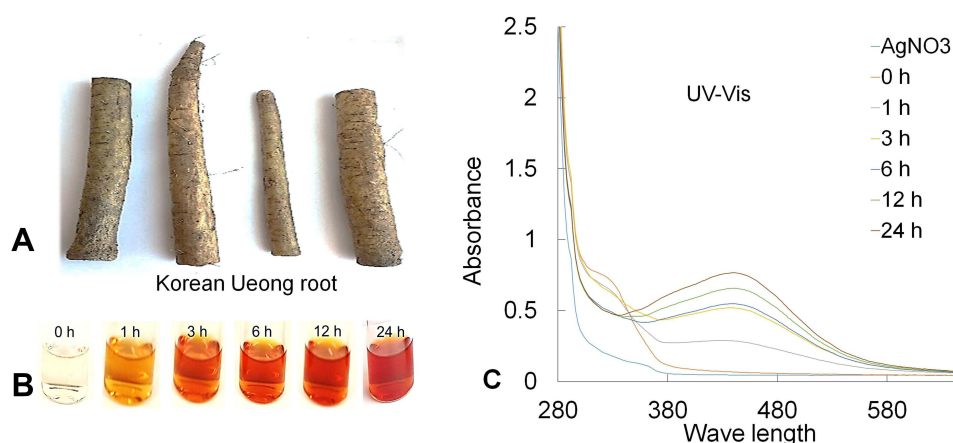 A
Korean Ueong root
B
0 h
1 h
3 h
6 h
12 h
24 h
2.5
2
1.5
1
0.5
0
Absorbance
UV-Vis
AgNO3
0 h
1 h
3 h
6 h
12 h
24 h
C
280
380
480
580
Wave length